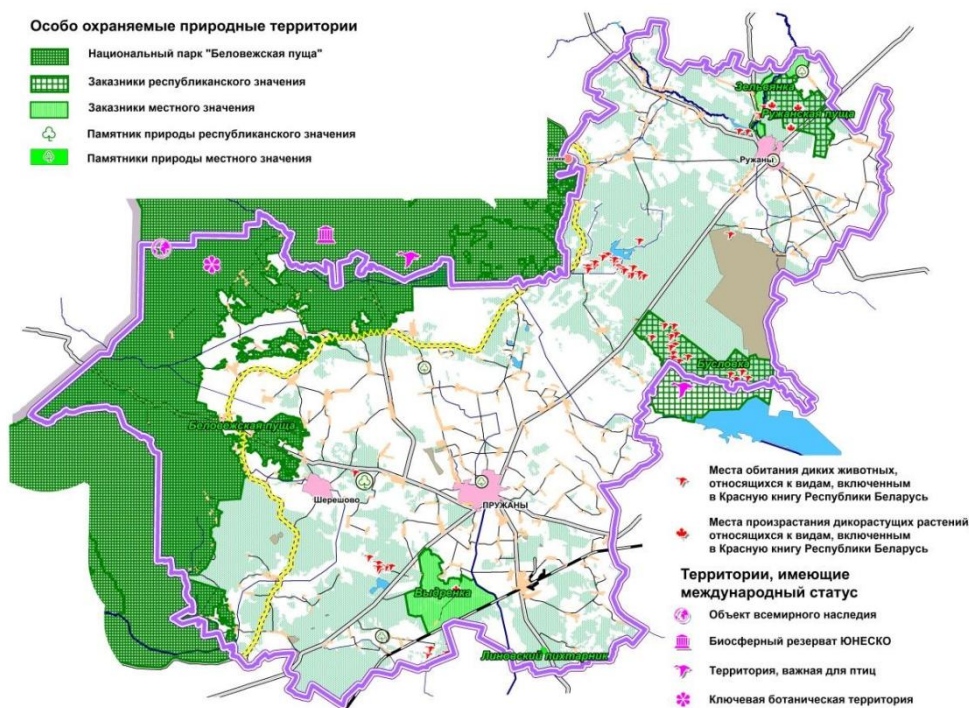 Особо охраняемые природные территории
Национальный парк "Беловежская пуща"
Заказники республиканского значения
Заказники местного значения
Памятник природы республиканского значения
Памятники природы местного значения
Зельвянка
Ружанская пуща
Ружаны
Бусловка
Беловежская пуща
Шерешово
ПРУЖАНЫ
Выдренка
Линовский пихтарник
Места обитания диких животных,
относящихся к видам, включенным
в Красную книгу Республики Беларусь
Места произрастания дикорастущих растений
относящихся к видам, включенным
в Красную книгу Республики Беларусь
Территории, имеющие
международный статус
Объект всемирного наследия
Биосферный резерват ЮНЕСКО
Территория, важная для птиц
Ключевая ботаническая территория